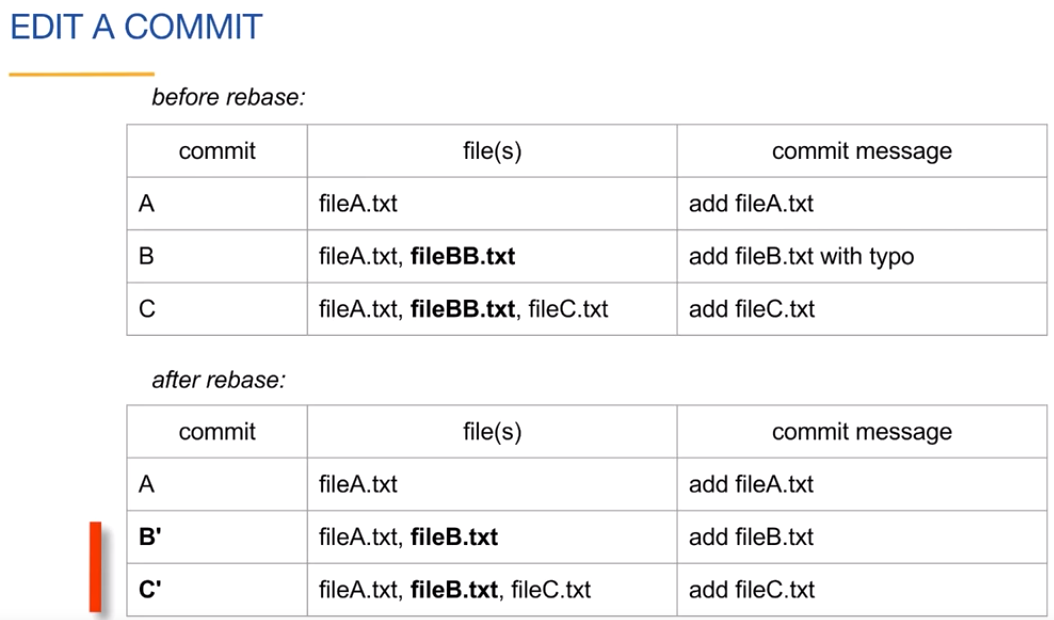 EDIT A COMMIT
before rebase:
commit file(s) commit message
A fileA.txt add fileA.txt
B fileA.txt, fileBB.txt add fileB.txt with typo
C fileA.txt, fileBB.txt, fileC.txt add fileC.txt
after rebase:
commit file(s) commit message
A fileA.txt add fileA.txt
B' fileA.txt, fileB.txt add fileB.txt
C' fileA.txt, fileB.txt, fileC.txt add fileC.txt